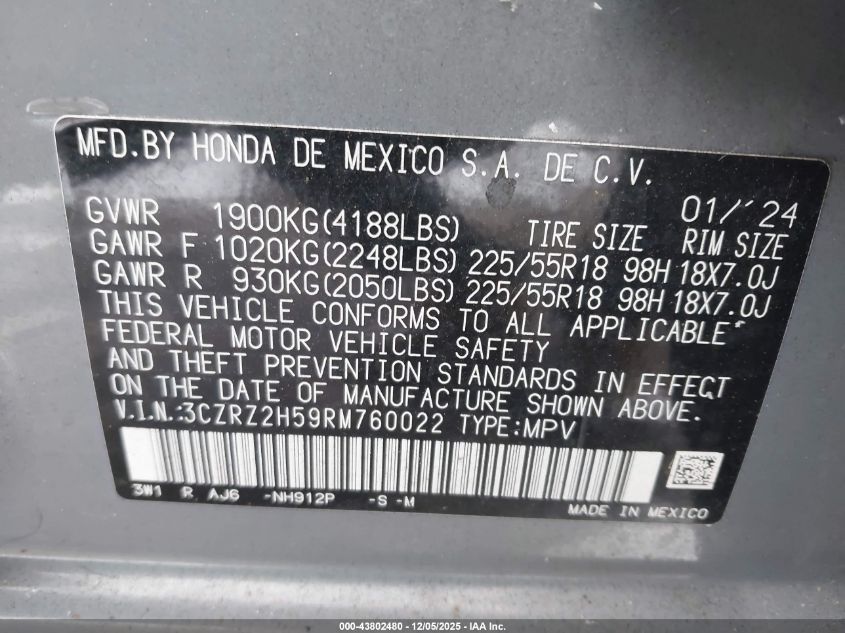 MFD.BY HONDA DE MEXICO S.A. DE C.V.
01/'24
GVWR 1900KG(4188LBS) TIRE SIZE RIM SIZE
GAWR F 1020KG(2248LBS) 225/55R18 98H 18X7.0J
GAWR R 930KG(2050LBS) 225/55R18 98H 18X7.0J
THIS VEHICLE CONFORMS TO ALL APPLICABLE
FEDERAL MOTOR VEHICLE SAFETY
AND THEFT PREVENTION STANDARDS IN EFFECT
ON THE DATE OF MANUFACTURE SHOWN ABOVE.
V.I.N.:3CZRZ2H59RM760022 TYPE:MPV
3W1 R AJ6 -NH912P -S -M
MADE IN MEXICO
000-43802480 - 12/05/2025 - IAA Inc.